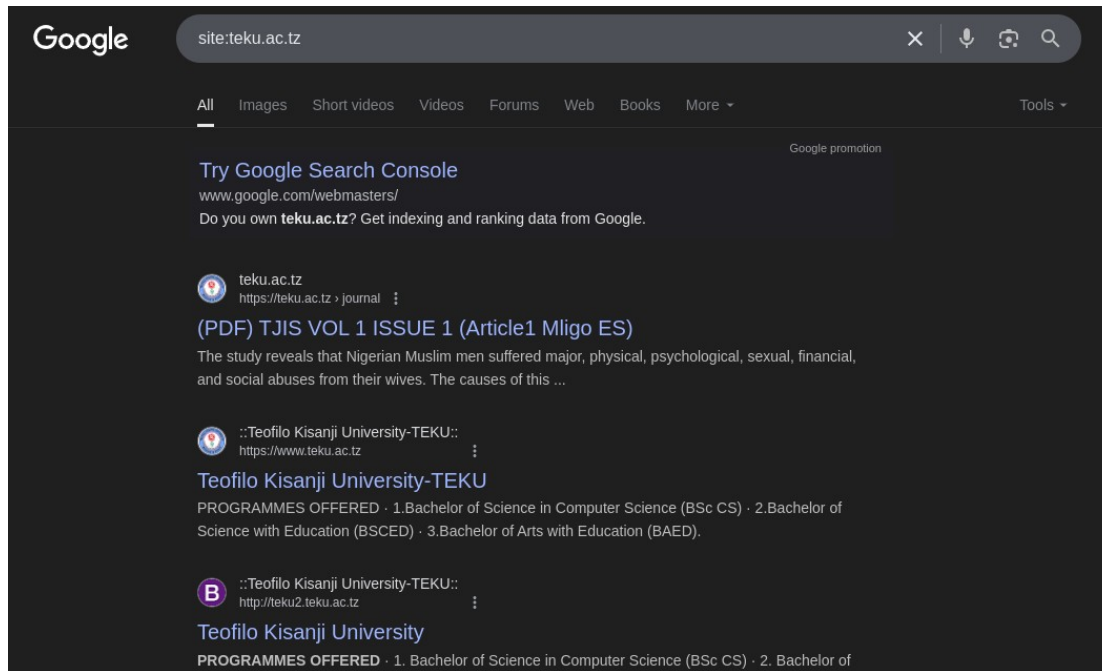 Google
site:teku.ac.tz
All Images Short videos Videos Forums Web Books More Tools
Google promotion
Try Google Search Console
www.google.com/webmasters/
Do you own teku.ac.tz? Get indexing and ranking data from Google.
teku.ac.tz
https://teku.ac.tz › journal
(PDF) TJIS VOL 1 ISSUE 1 (Article1 Mligo ES)
The study reveals that Nigerian Muslim men suffered major, physical, psychological, sexual, financial,
and social abuses from their wives. The causes of this ...
::Teofilo Kisanji University-TEKU::
https://www.teku.ac.tz
Teofilo Kisanji University-TEKU
PROGRAMMES OFFERED · 1.Bachelor of Science in Computer Science (BSc CS) · 2.Bachelor of
Science with Education (BSCED) · 3.Bachelor of Arts with Education (BAED).
B
::Teofilo Kisanji University-TEKU::
http://teku2.teku.ac.tz
Teofilo Kisanji University
PROGRAMMES OFFERED · 1. Bachelor of Science in Computer Science (BSc CS) · 2. Bachelor of